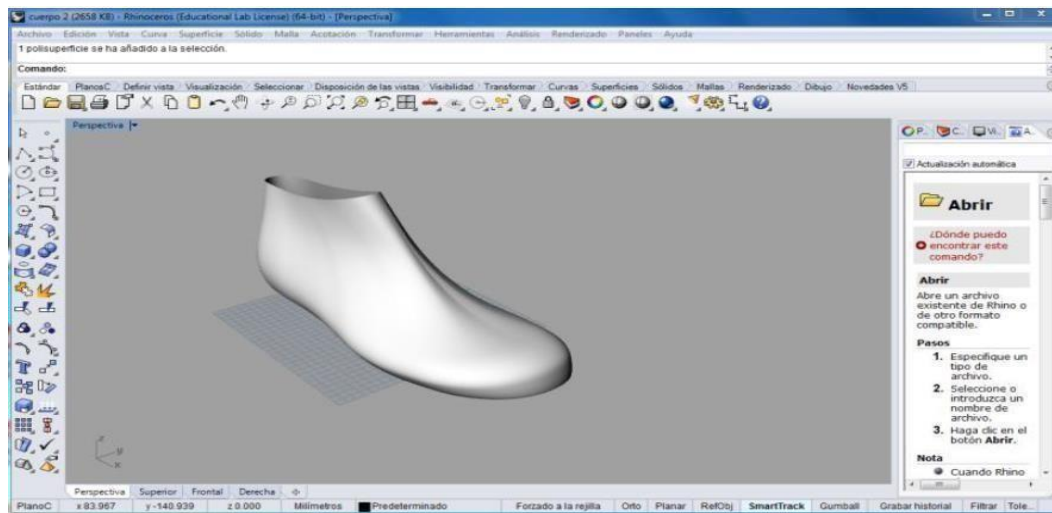 cuerpo 2 (2658 KB) - Rhinoceros (Educational Lab License) (64-bit) - [Perspectiva]
Archivo Edición Vista Curva Superficie Sólido Malla Acotación Transformar Herramientas Análisis Renderizado Paneles Ayuda
1 polisuperficie se ha añadido a la selección.
Comando:
Estándar PlanosC Definir vista Visualización Seleccionar Disposición de las vistas Visibilidad Transformar Curvas Superficies Sólidos Mallas Renderizado Dibujo Novedades V5
Perspectiva
P.. C.. Vi.. A..
Actualización automática
Abrir
¿Dónde puedo
encontrar este
comando?
Abrir
Abre un archivo
existente de Rhino o
de otro formato
compatible.
Pasos
1. Especifique un
tipo de
archivo.
2. Seleccione o
introduzca un
nombre de
archivo.
3. Haga clic en el
botón Abrir.
Nota
Cuando Rhino
z
y
x
Perspectiva Superior Frontal Derecha
PlanoC x 83.967 y -140.939 z 0.000 Milímetros Predeterminado Forzado a la rejilla Orto Planar RefObj SmartTrack Gumball Grabar historial Filtrar Tole...